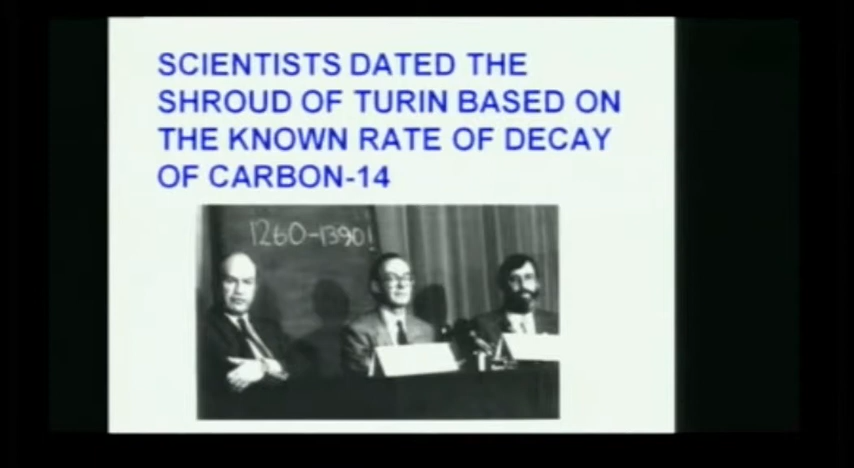 SCIENTISTS DATED THE
SHROUD OF TURIN BASED ON
THE KNOWN RATE OF DECAY
OF CARBON-14
1260-1390!